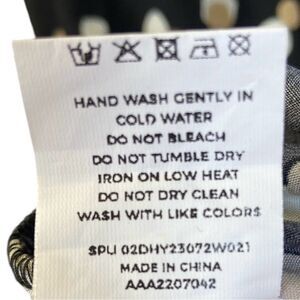 HAND WASH GENTLY IN
COLD WATER
DO NOT BLEACH
DO NOT TUMBLE DRY
IRON ON LOW HEAT
DO NOT DRY CLEAN
WASH WITH LIKE COLORS
SPU 02DHY23072W021
MADE IN CHINA
AAA2207042